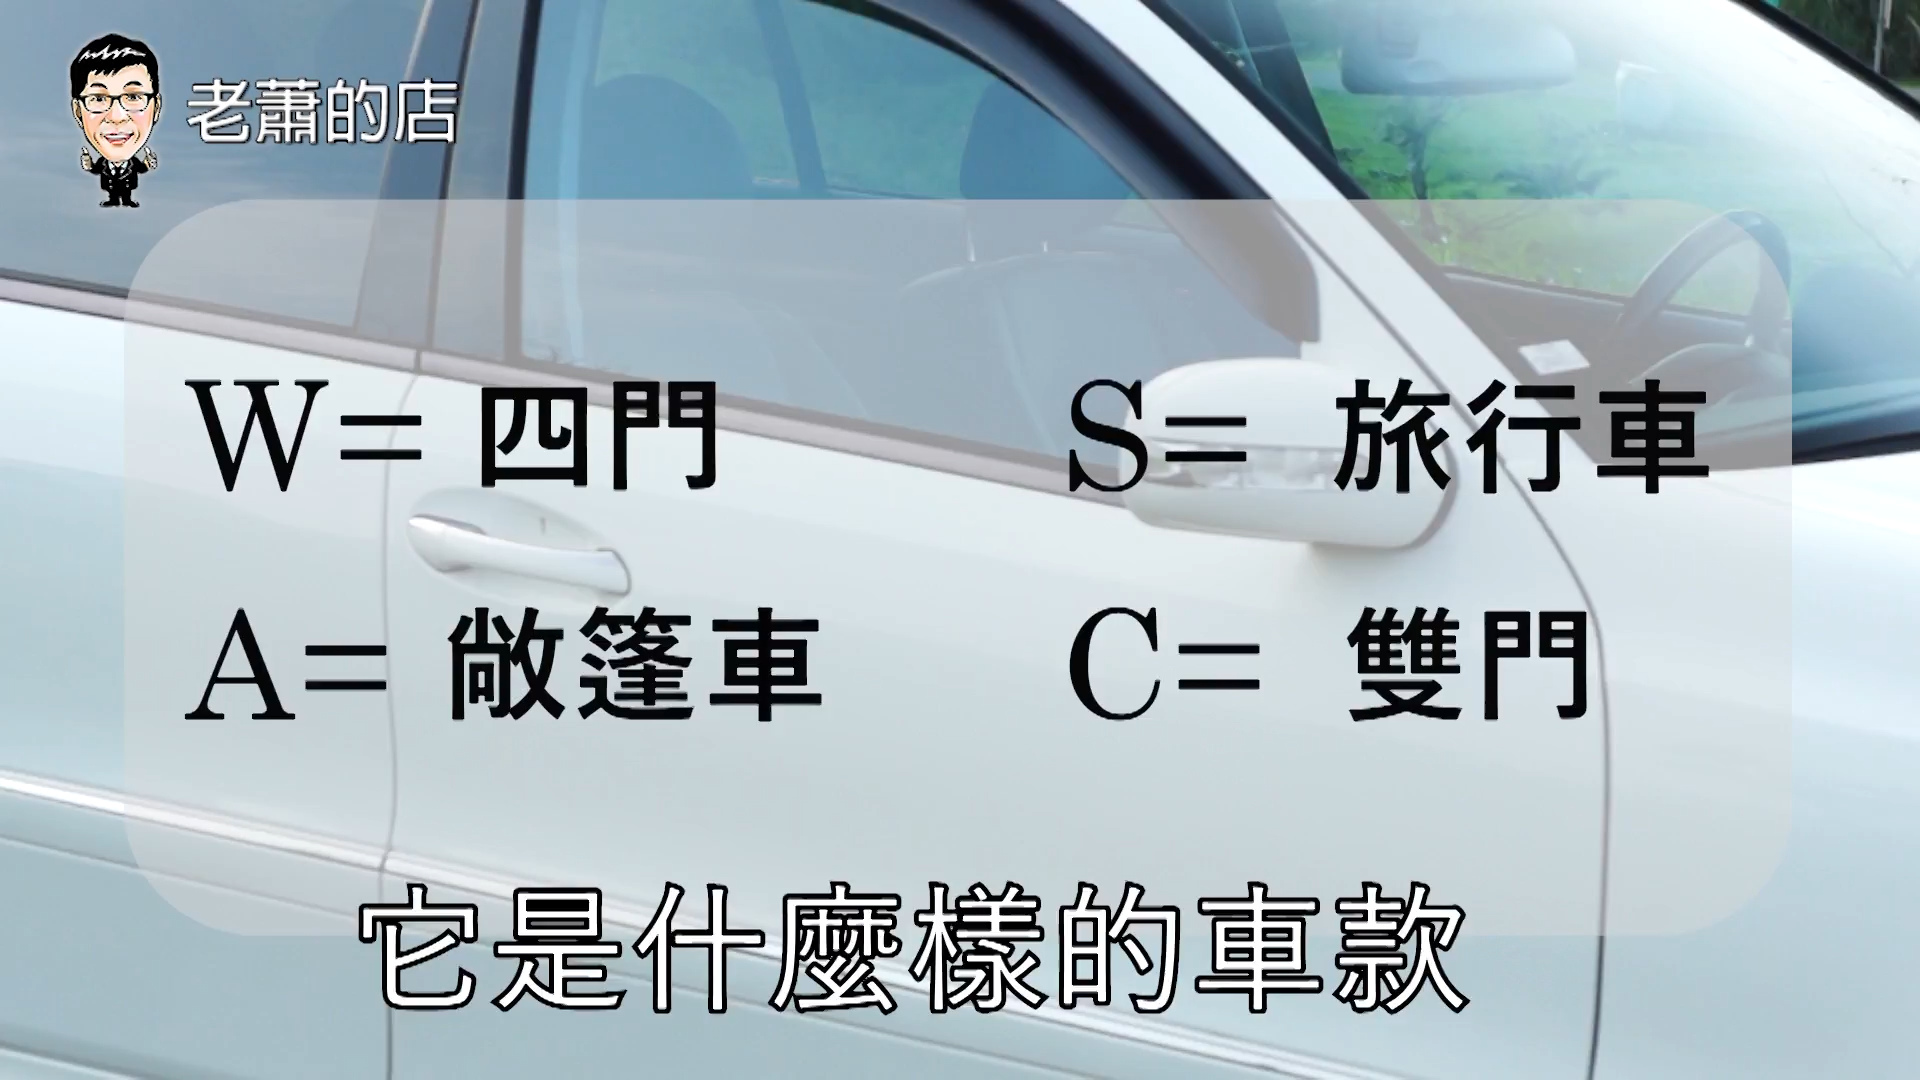 老蕭的店
W= 四門
S= 旅行車
A= 敞篷車
C= 雙門
它是什麼樣的車款